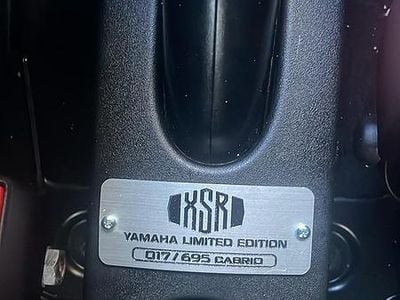 XSR
YAMAHA LIMITED EDITION
017/695 CABRIO